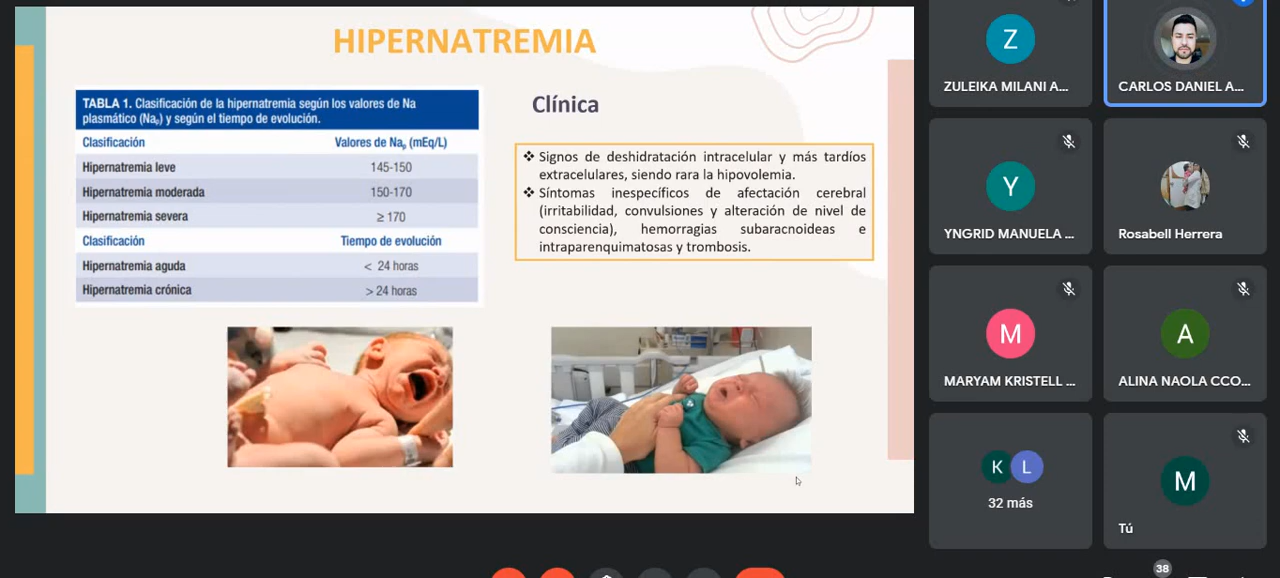 HIPERNATREMIA
TABLA 1. Clasificación de la hipernatremia según los valores de Na
plasmático (Nap) y según el tiempo de evolución.
Clasificación Valores de Nap (mEq/L)
Hipernatremia leve 145-150
Hipernatremia moderada 150-170
Hipernatremia severa ≥ 170
Clasificación Tiempo de evolución
Hipernatremia aguda < 24 horas
Hipernatremia crónica > 24 horas
Clínica
❖ Signos de deshidratación intracelular y más tardíos
extracelulares, siendo rara la hipovolemia.
❖ Síntomas inespecíficos de afectación cerebral
(irritabilidad, convulsiones y alteración de nivel de
consciencia), hemorragias subaracnoideas e
intraparenquimatosas y trombosis.
Z
ZULEIKA MILANI A...
CARLOS DANIEL A...
Y
YNGRID MANUELA ...
Rosabell Herrera
M
MARYAM KRISTELL ...
A
ALINA NAOLA CCO...
K L
32 más
M
Tú
38